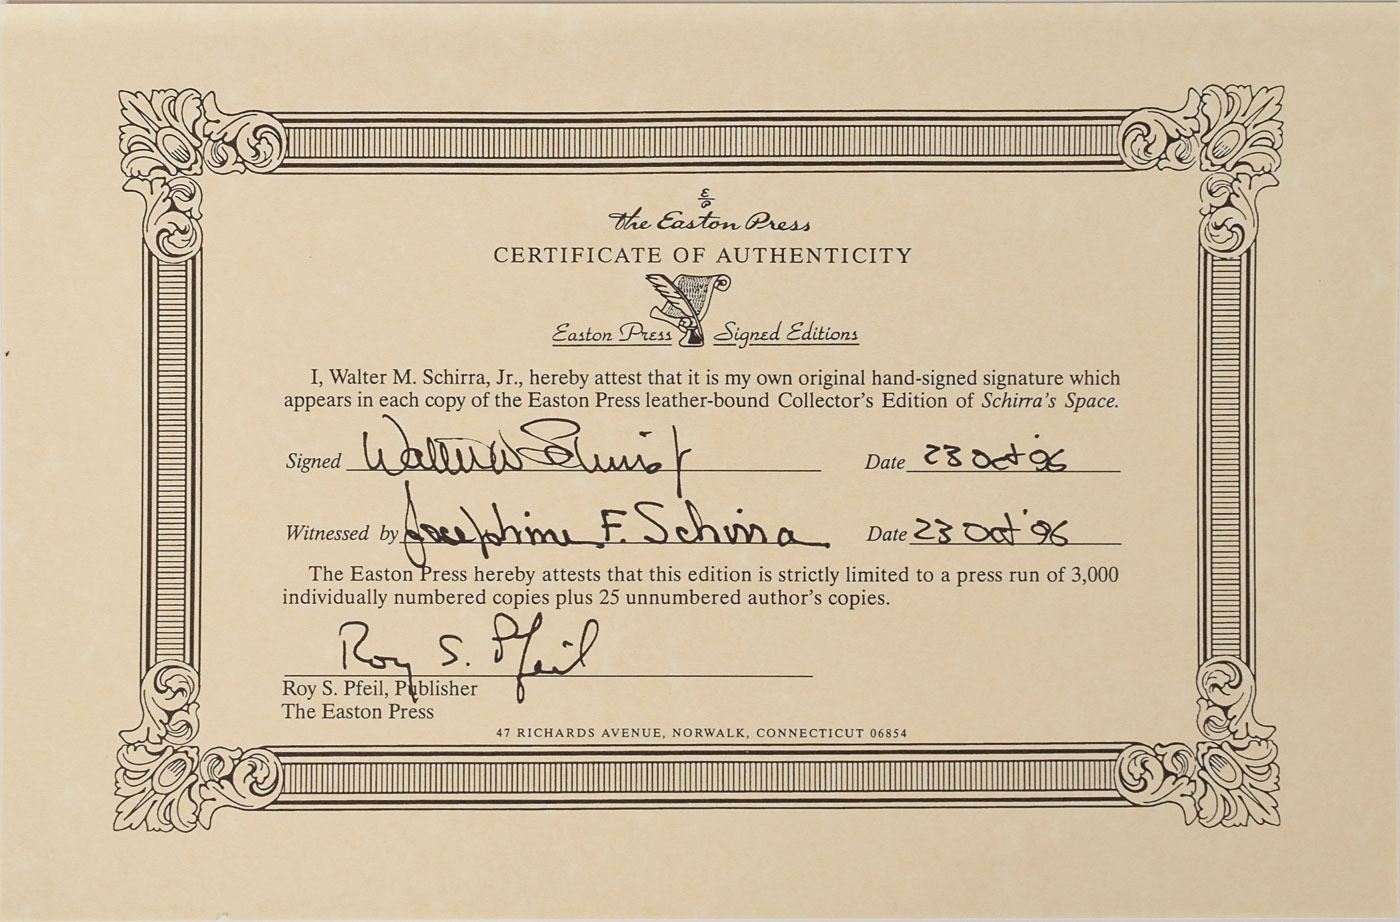 E
P
The Easton Press
CERTIFICATE OF AUTHENTICITY
Easton Press Signed Editions
I, Walter M. Schirra, Jr., hereby attest that it is my own original hand-signed signature which
appears in each copy of the Easton Press leather-bound Collector's Edition of Schirra's Space.
Signed Walter M Schirra Jr Date 23 Oct '96
Witnessed by Josephine F. Schirra Date 23 Oct '96
The Easton Press hereby attests that this edition is strictly limited to a press run of 3,000
individually numbered copies plus 25 unnumbered author's copies.
Roy S. Pfeil
Roy S. Pfeil, Publisher
The Easton Press
47 RICHARDS AVENUE, NORWALK, CONNECTICUT 06854